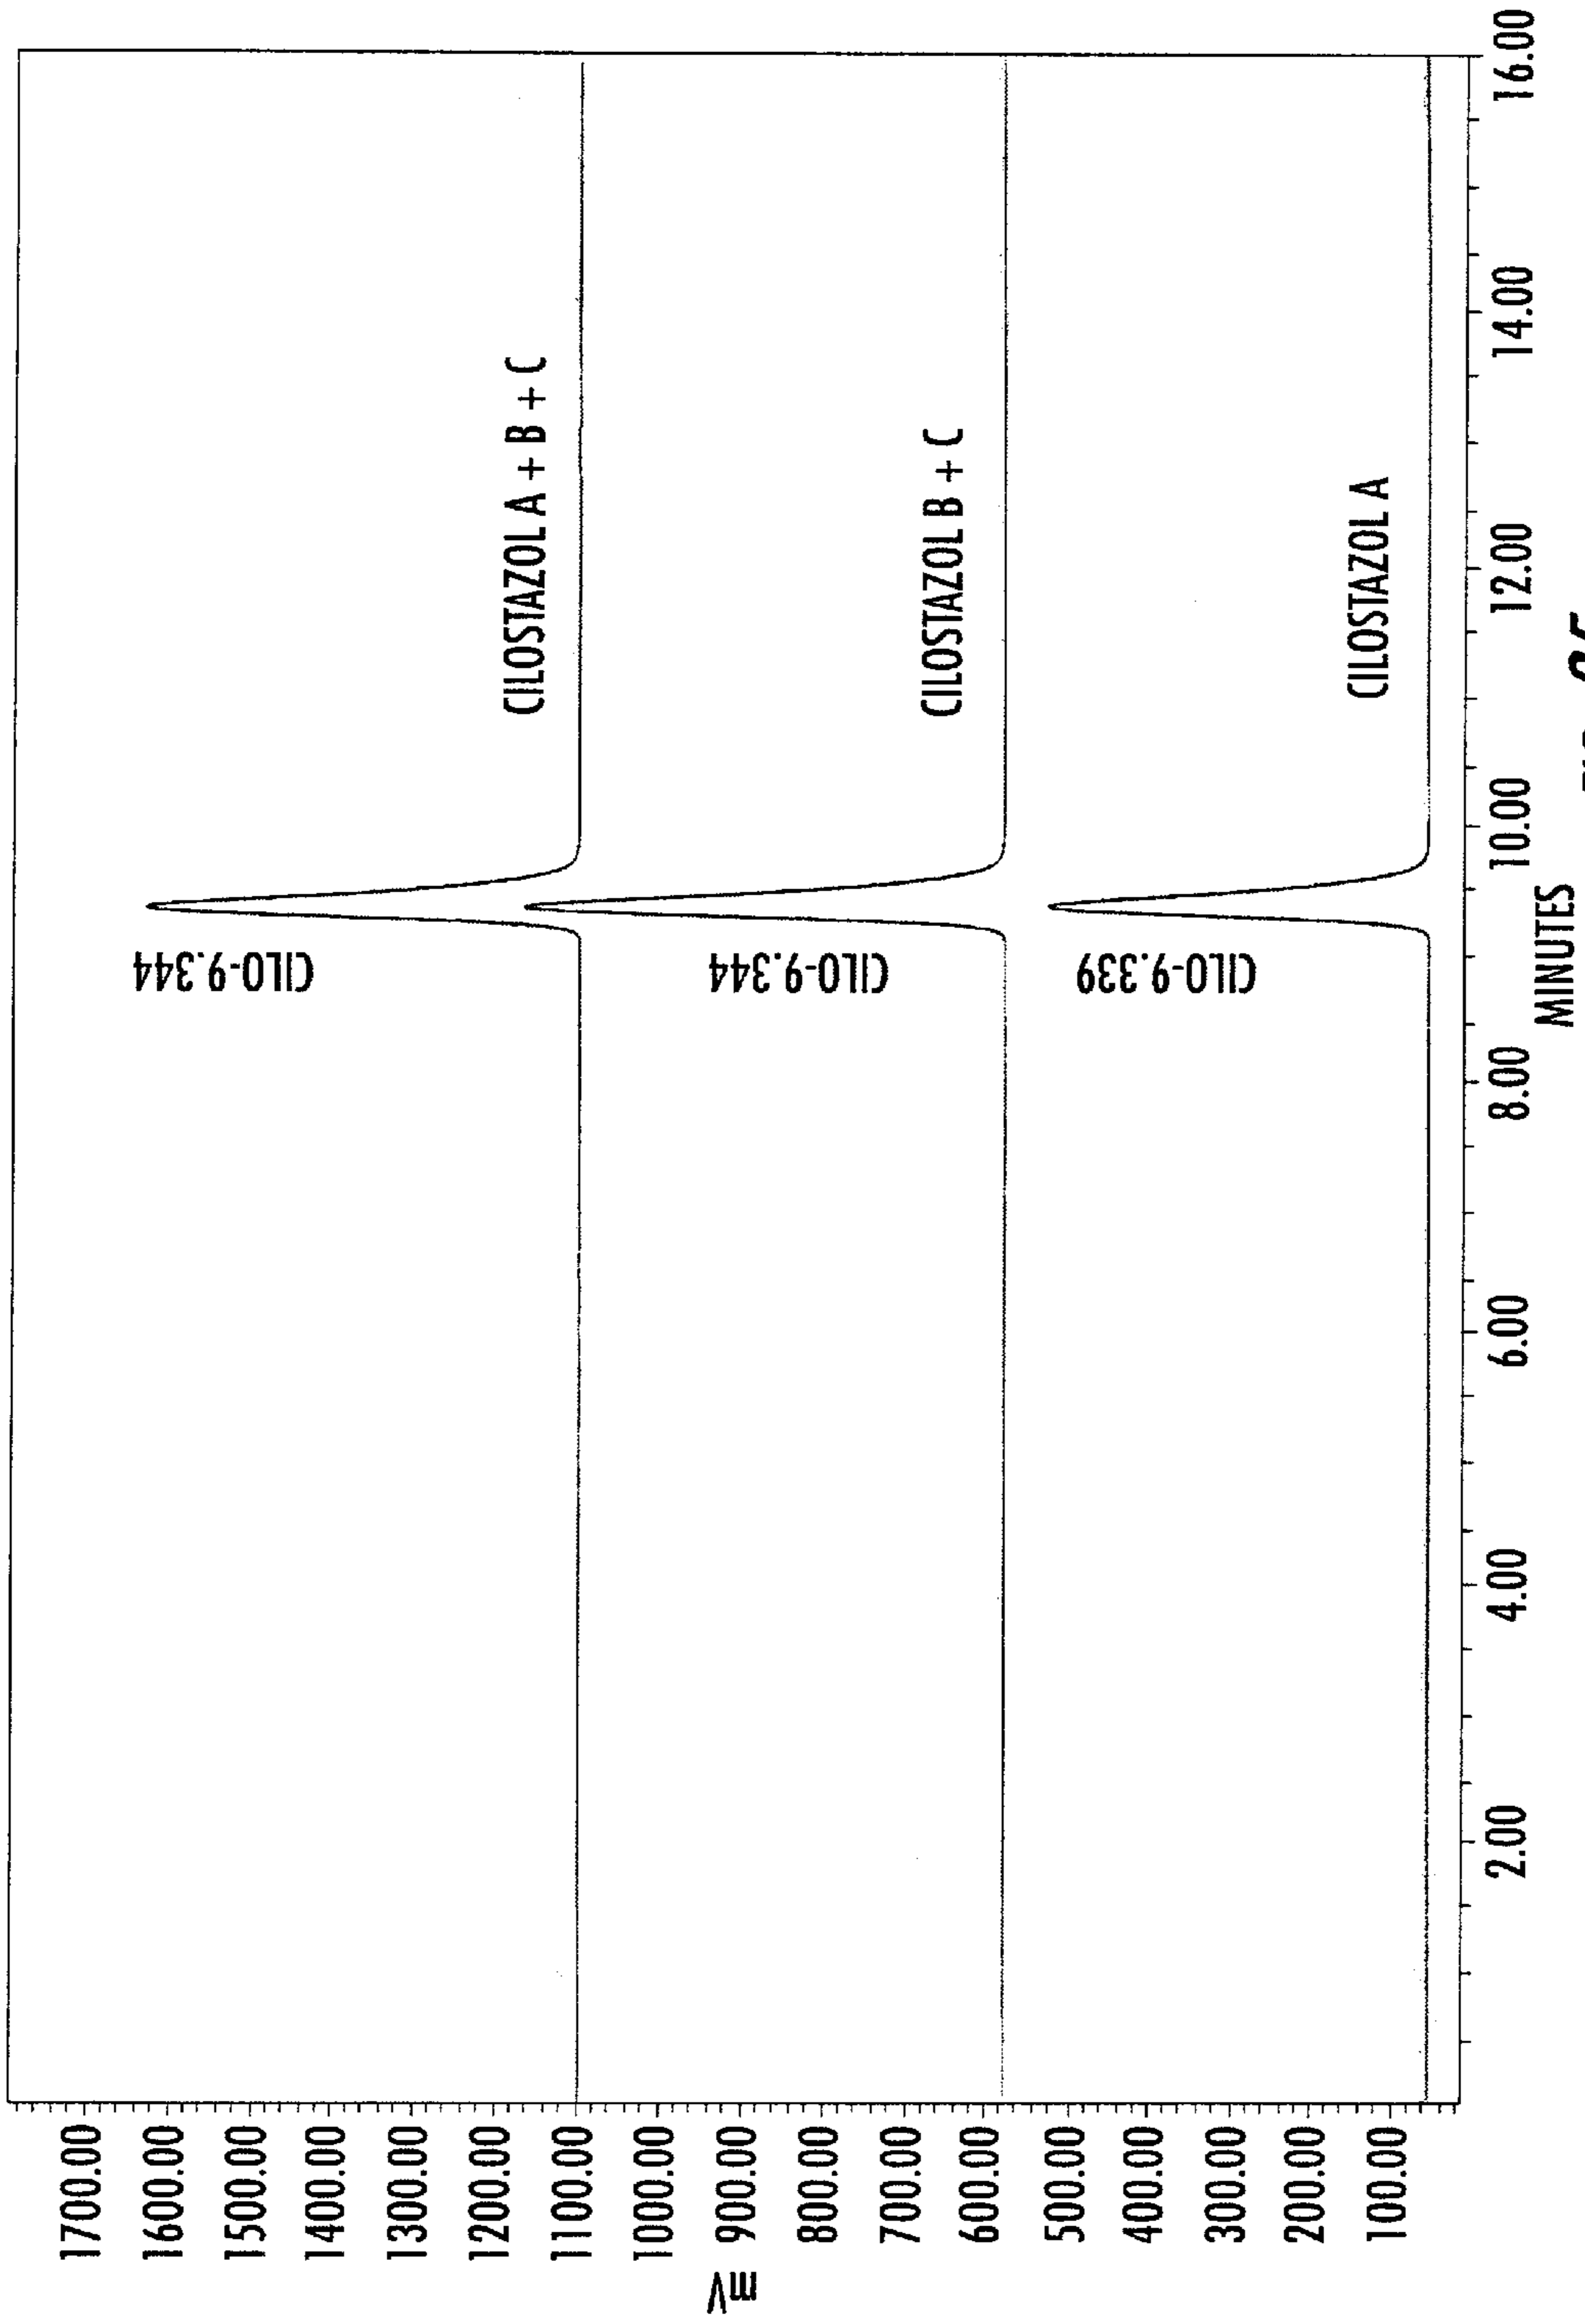 1700.00
1600.00
1500.00
1400.00
1300.00
1200.00
1100.00
1000.00
900.00
800.00
700.00
600.00
500.00
400.00
300.00
200.00
100.00
mV
CILO-9.344
CILOSTAZOL A + B + C
CILO-9.344
CILOSTAZOL B + C
CILO-9.339
CILOSTAZOL A
2.00 4.00 6.00 8.00 10.00 12.00 14.00 16.00
MINUTES